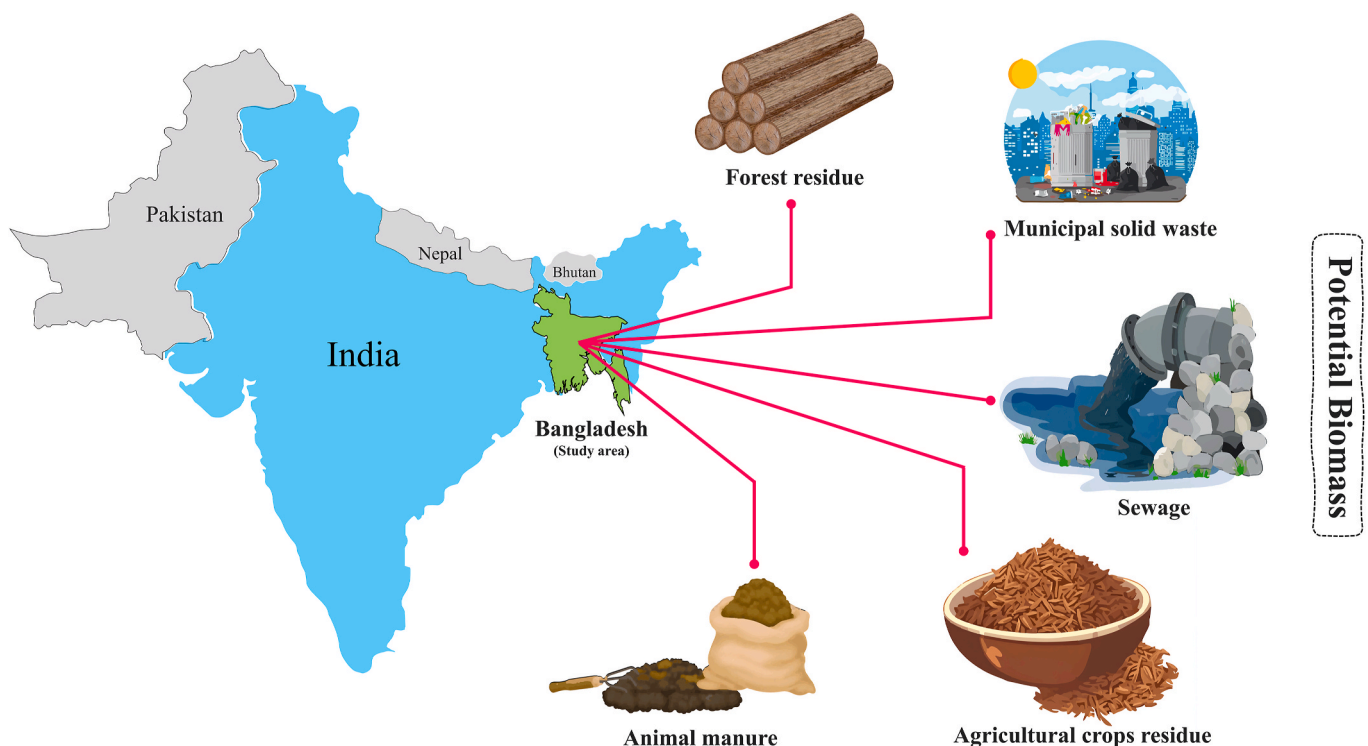 Forest residue
Municipal solid waste
Pakistan
Nepal
Bhutan
India
Bangladesh
(Study area)
Sewage
Animal manure
Agricultural crops residue
Potential Biomass